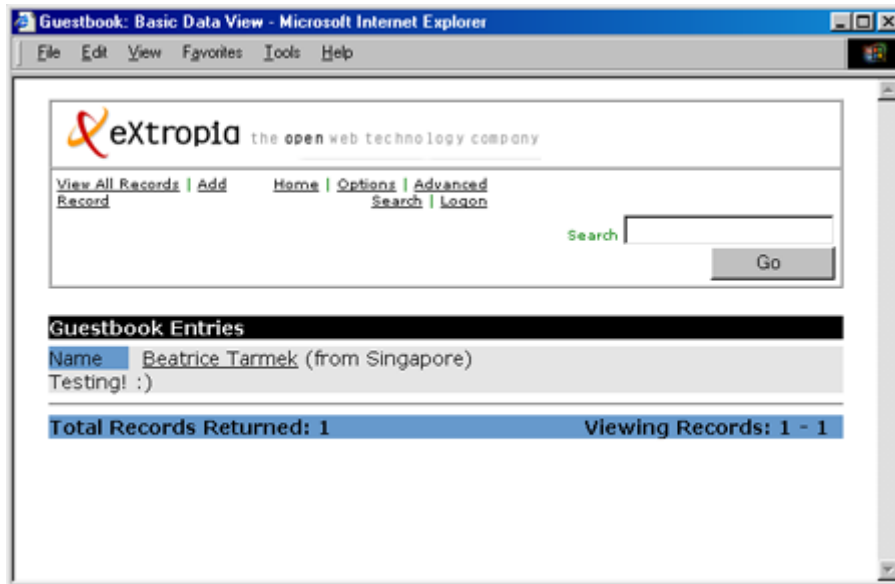 Guestbook: Basic Data View - Microsoft Internet Explorer
File Edit View Favorites Tools Help
eXtropia the open web technology company
View All Records | Add Home | Options | Advanced
Record Search | Logon
Search
Go
Guestbook Entries
Name Beatrice Tarmek (from Singapore)
Testing! :)
Total Records Returned: 1 Viewing Records: 1 - 1